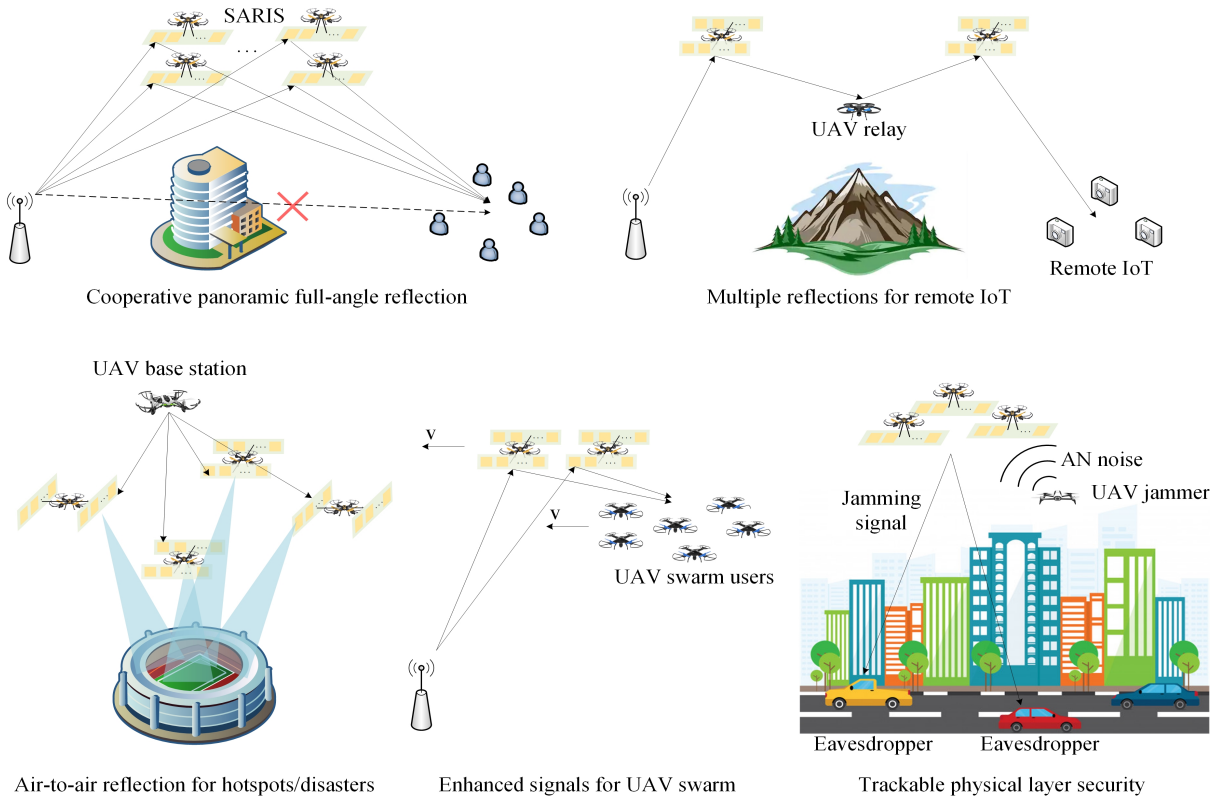 SARIS
...
UAV relay
Remote IoT
Cooperative panoramic full-angle reflection
Multiple reflections for remote IoT
UAV base station
V
V
UAV swarm users
AN noise
UAV jammer
Jamming
signal
Eavesdropper
Eavesdropper
Air-to-air reflection for hotspots/disasters
Enhanced signals for UAV swarm
Trackable physical layer security